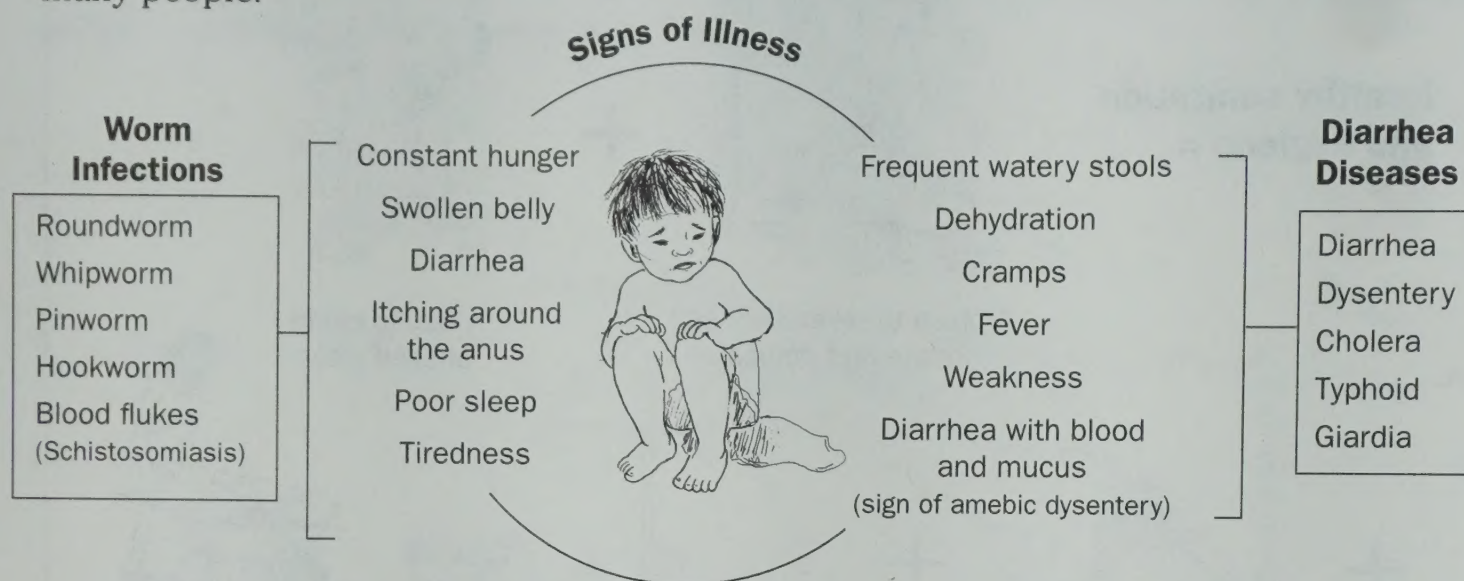 many people.
Signs of Illness
Worm
Infections
Roundworm
Whipworm
Pinworm
Hookworm
Blood flukes
(Schistosomiasis)
Constant hunger
Swollen belly
Diarrhea
Itching around
the anus
Poor sleep
Tiredness
Frequent watery stools
Dehydration
Cramps
Fever
Weakness
Diarrhea with blood
and mucus
(sign of amebic dysentery)
Diarrhea
Diseases
Diarrhea
Dysentery
Cholera
Typhoid
Giardia